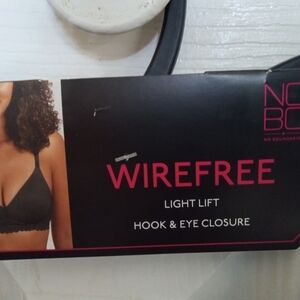 NO
BO
WIREFREE
LIGHT LIFT
HOOK & EYE CLOSURE